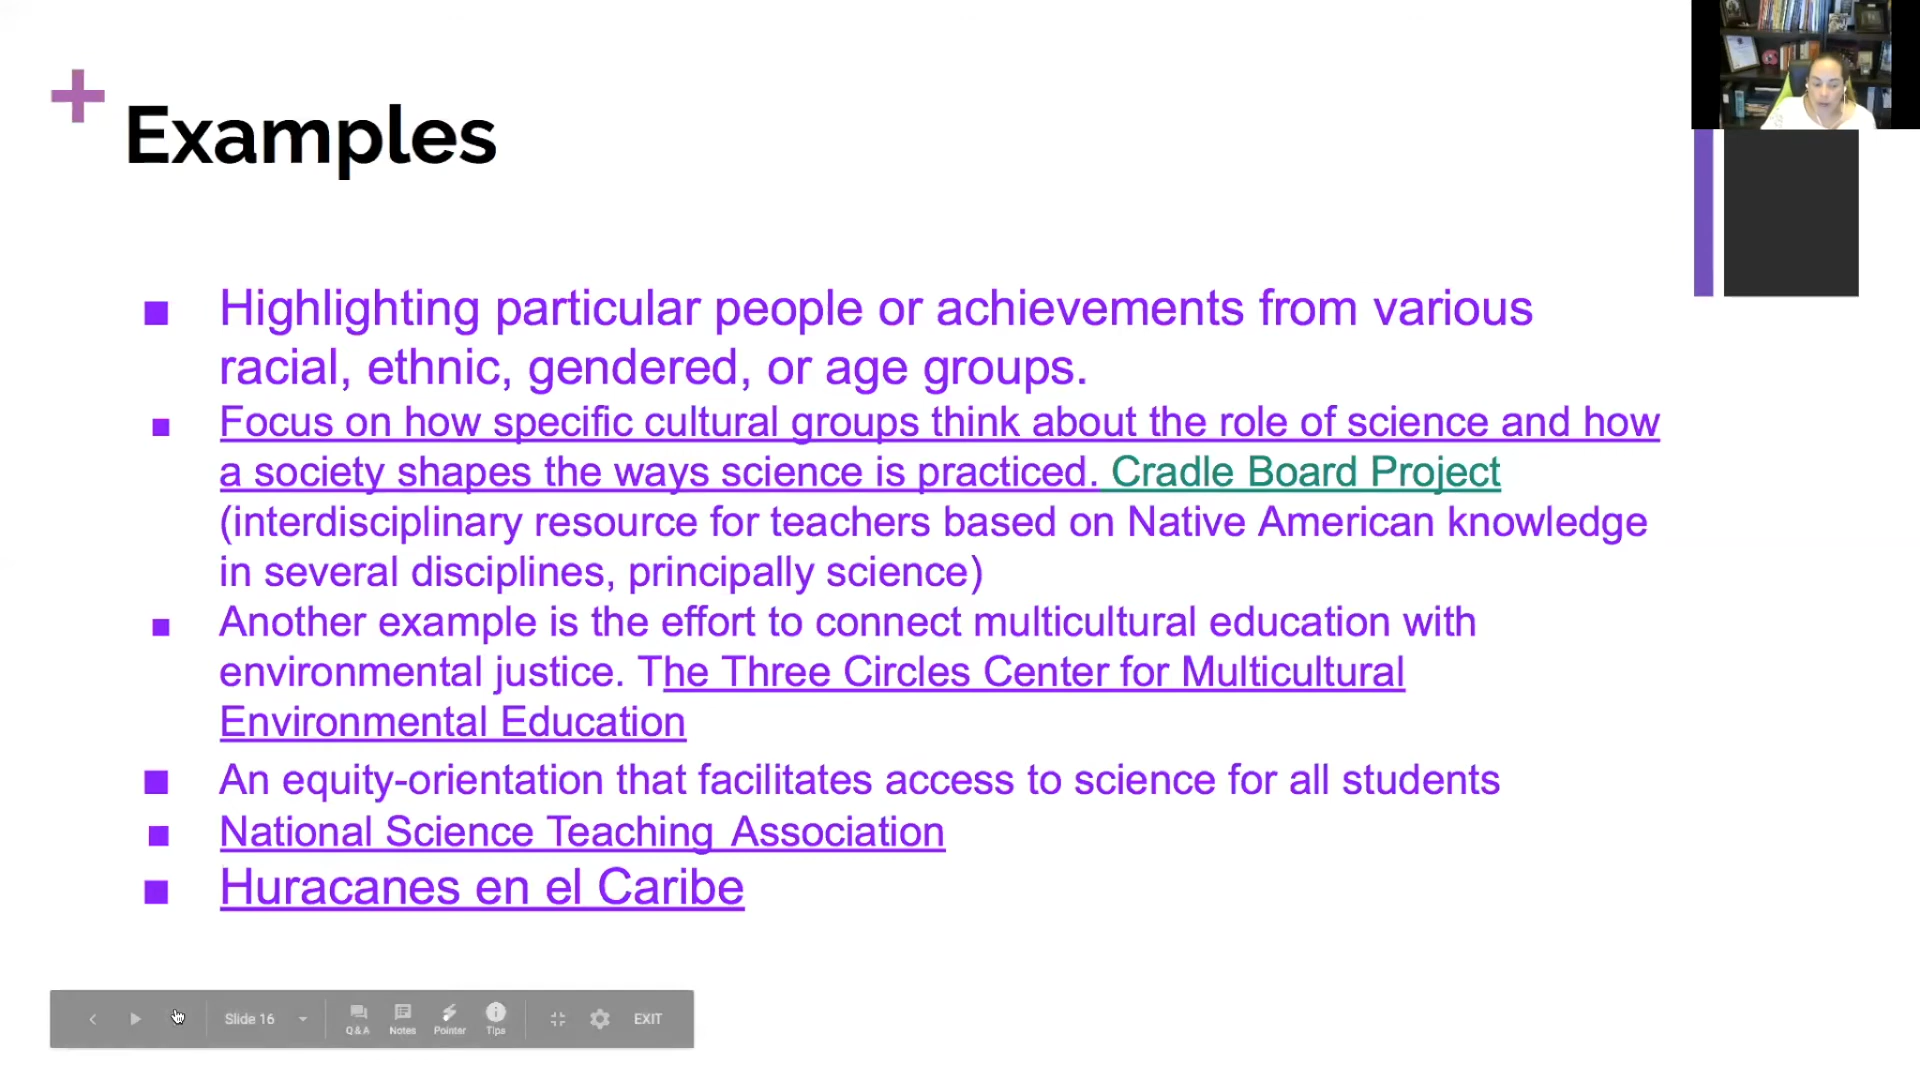 Examples
Highlighting particular people or achievements from various
racial, ethnic, gendered, or age groups.
Focus on how specific cultural groups think about the role of science and how
a society shapes the ways science is practiced. Cradle Board Project
(interdisciplinary resource for teachers based on Native American knowledge
in several disciplines, principally science)
Another example is the effort to connect multicultural education with
environmental justice. The Three Circles Center for Multicultural
Environmental Education
An equity-orientation that facilitates access to science for all students
National Science Teaching Association
Huracanes en el Caribe
Slide 16 Q&A Notes Pointer Tips EXIT